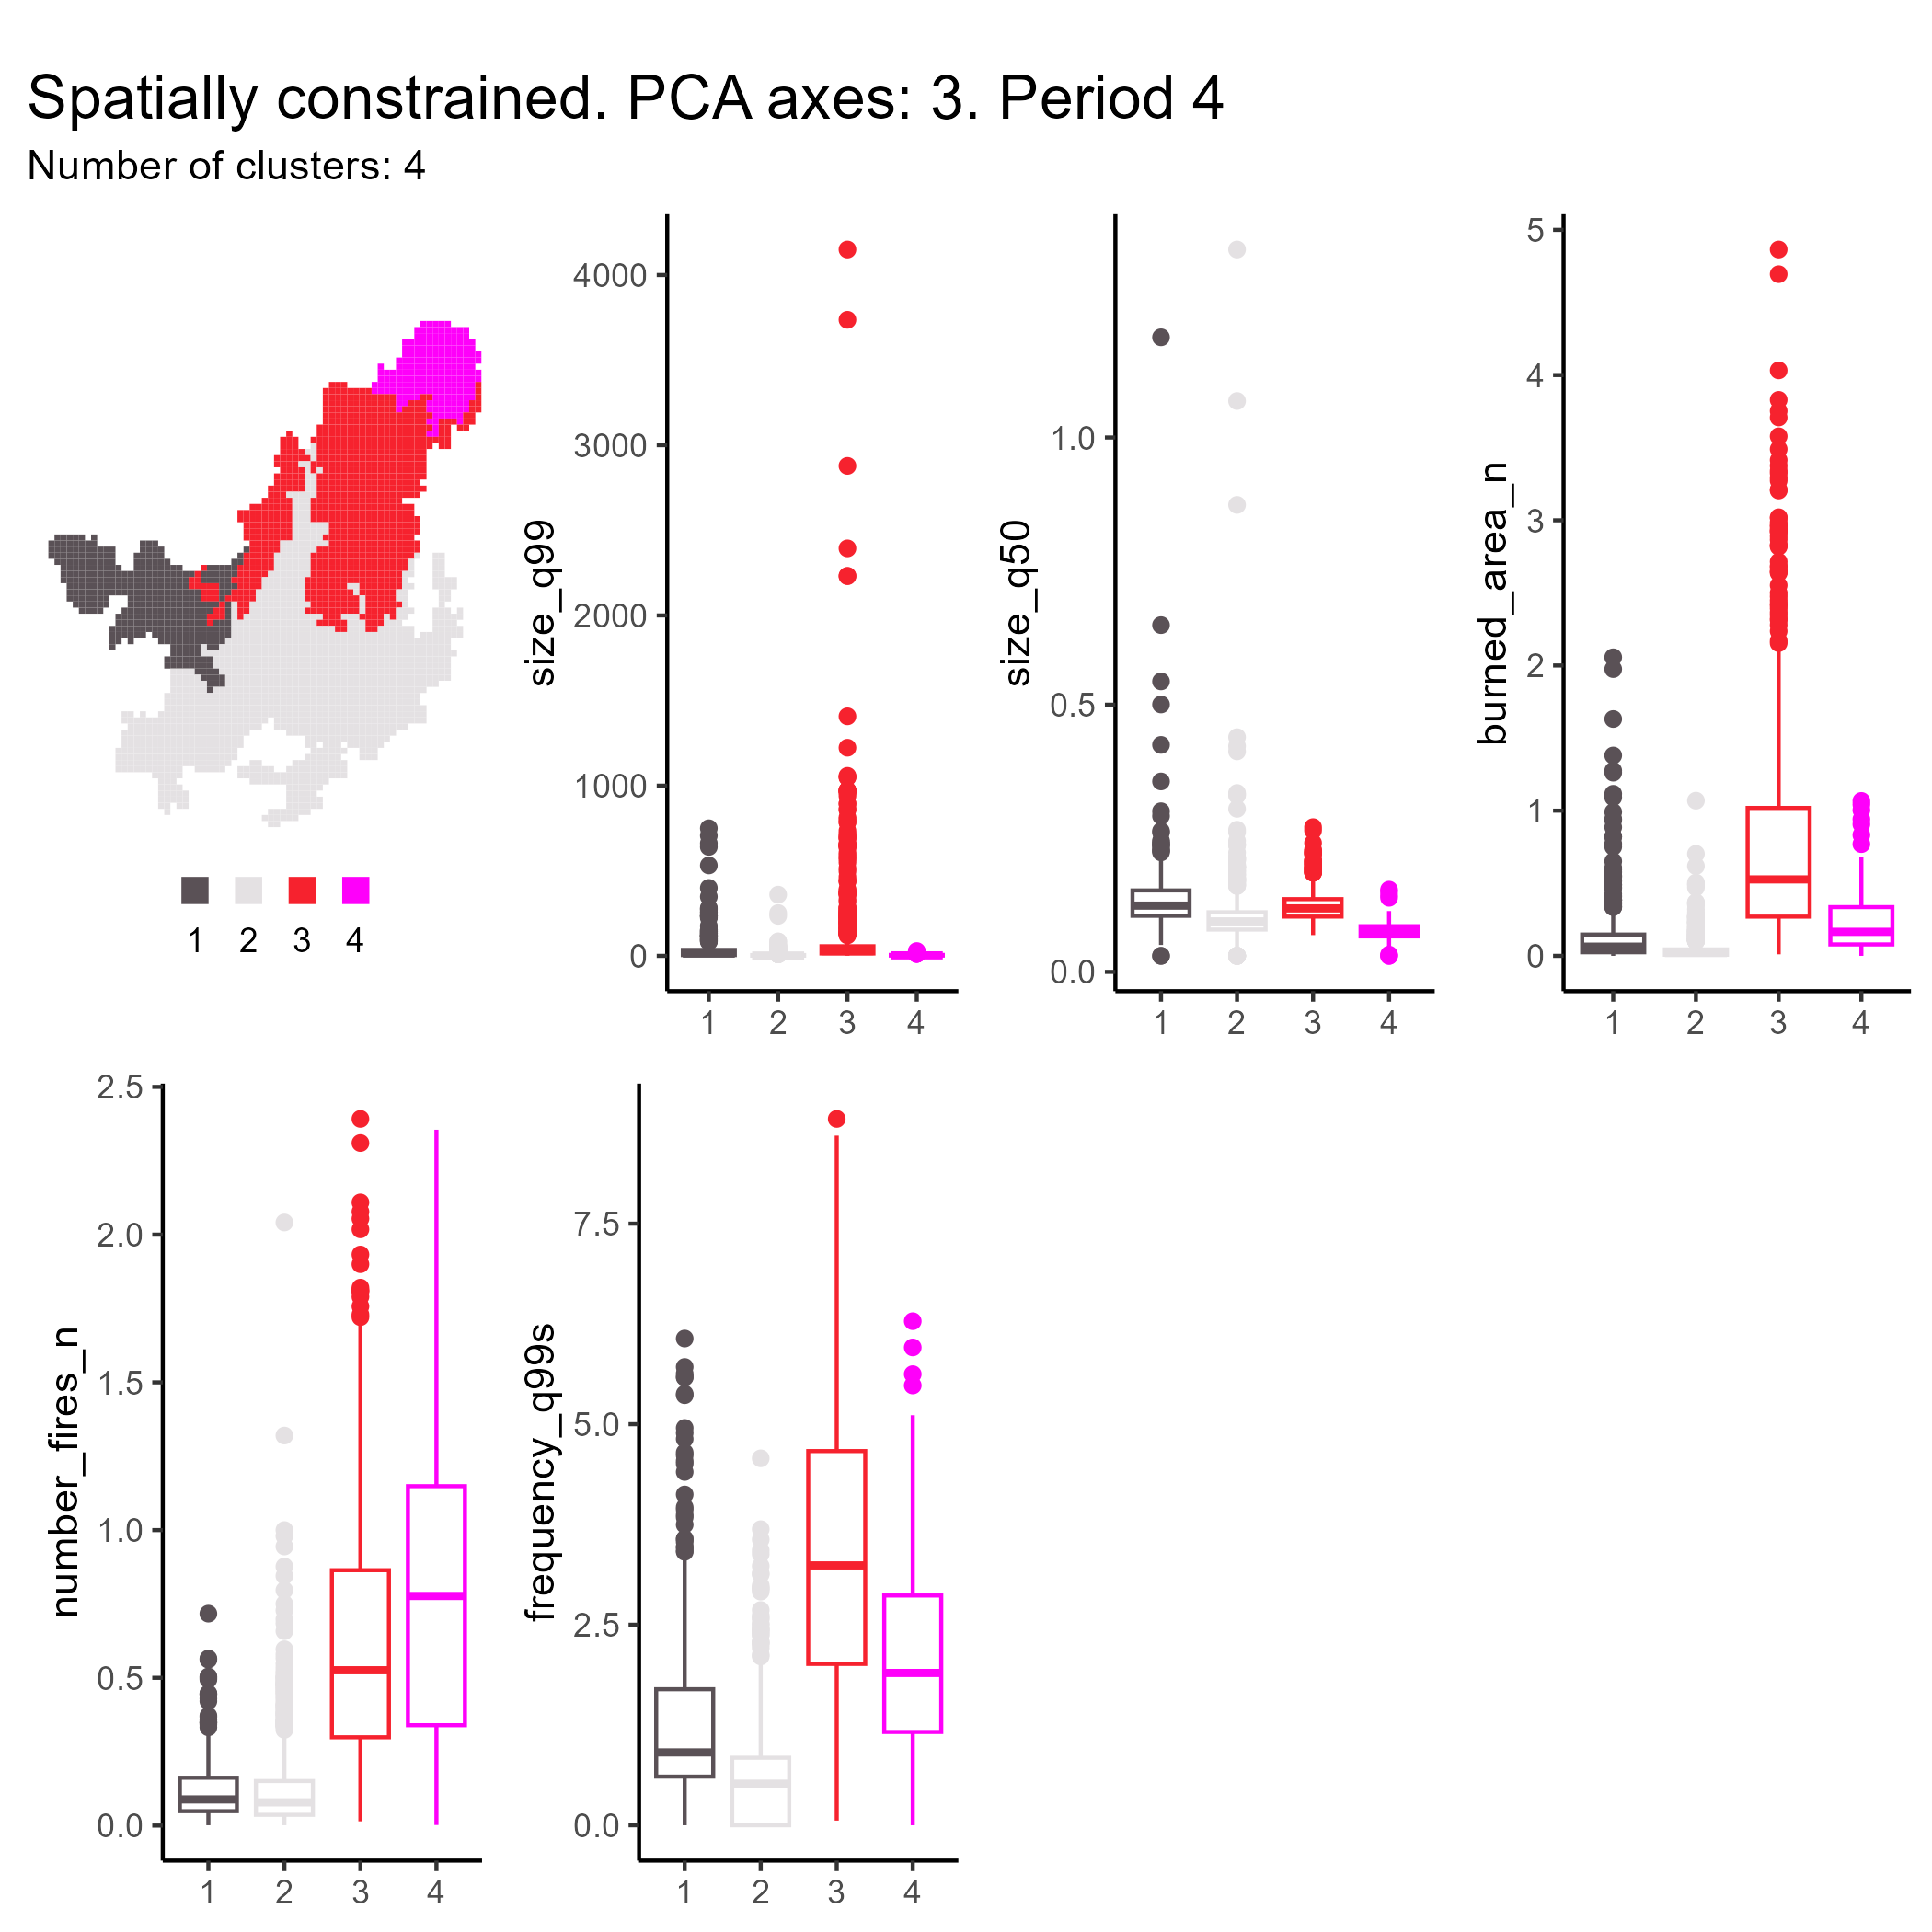 Spatially constrained. PCA axes: 3. Period 4
Number of clusters: 4
1 2 3 4
size_q99
4000
3000
2000
1000
0
1 2 3 4
size_q50
1.0
0.5
0.0
1 2 3 4
burned_area_n
5
4
3
2
1
0
1 2 3 4
number_fires_n
2.5
2.0
1.5
1.0
0.5
0.0
1 2 3 4
frequency_q99s
7.5
5.0
2.5
0.0
1 2 3 4